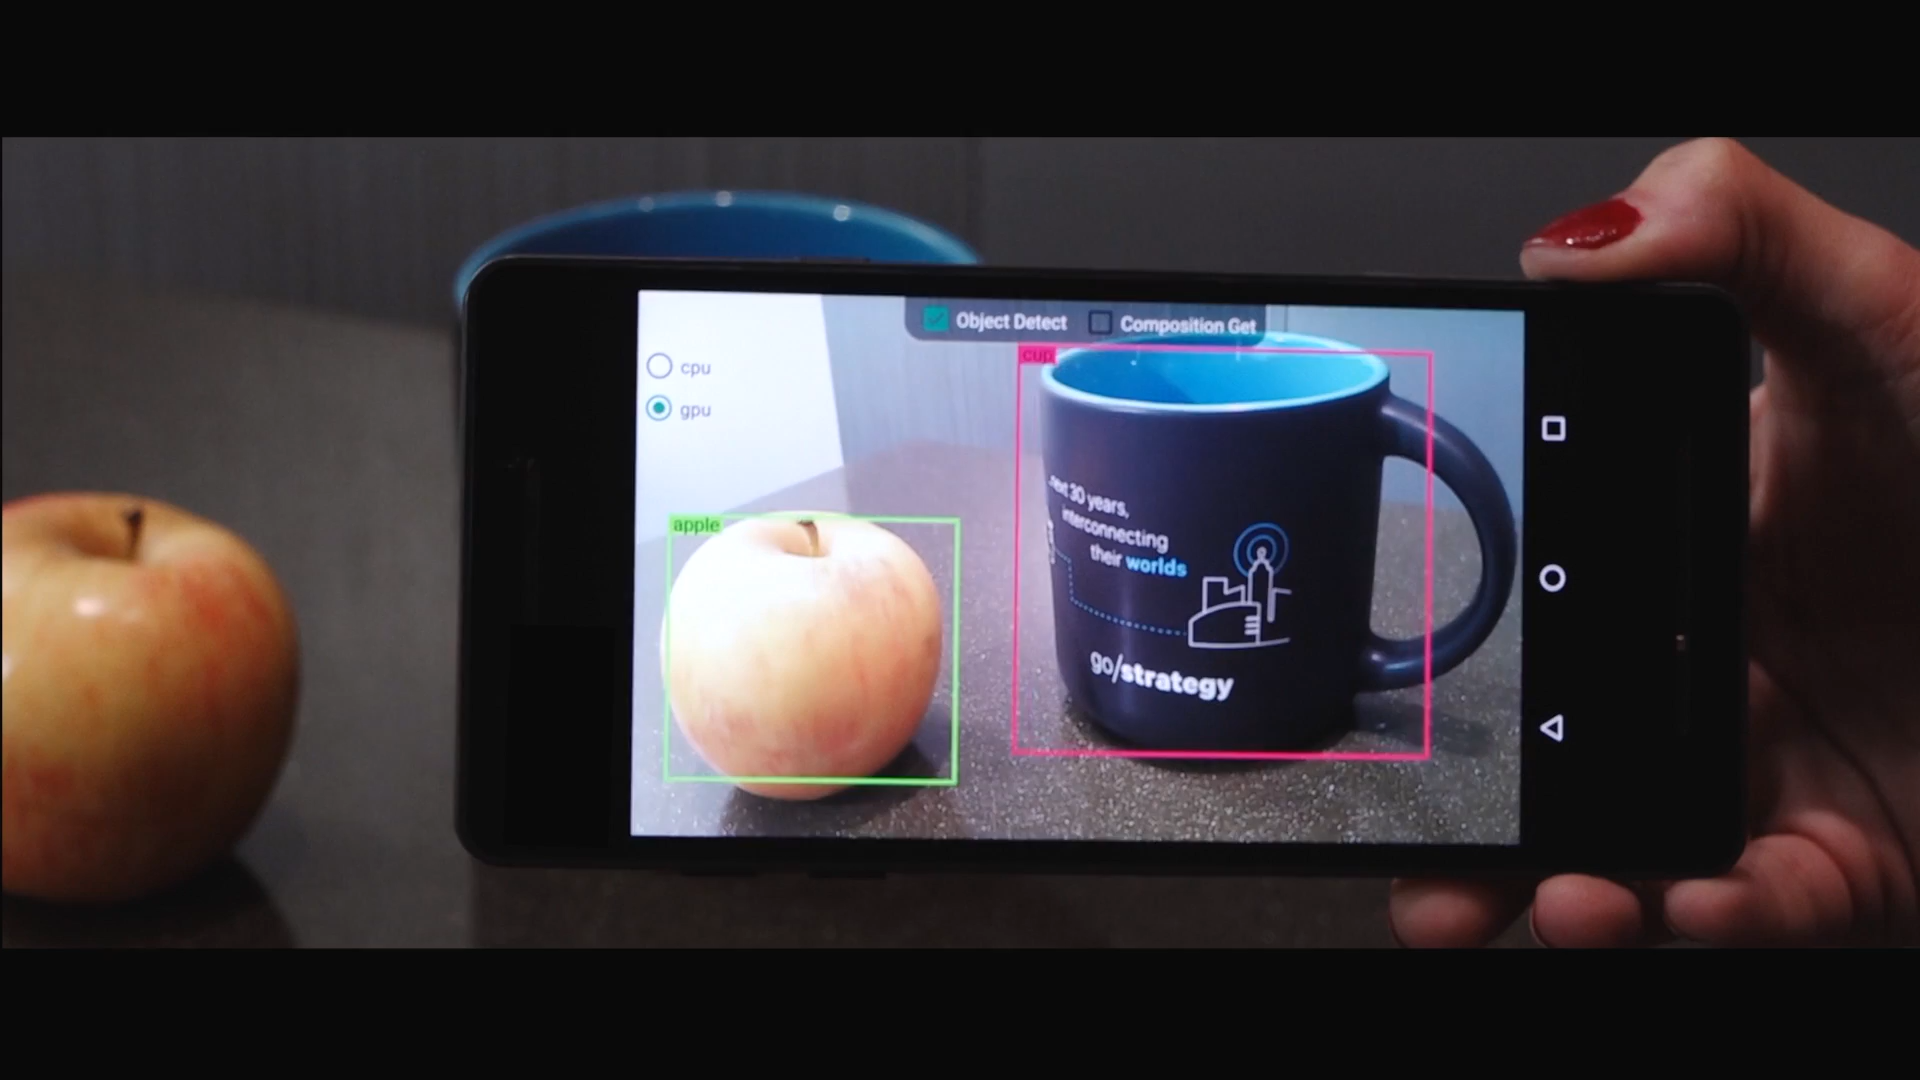 Object Detect
Composition Get
cpu
gpu
cup
apple
next 30 years,
interconnecting
their worlds
go/strategy